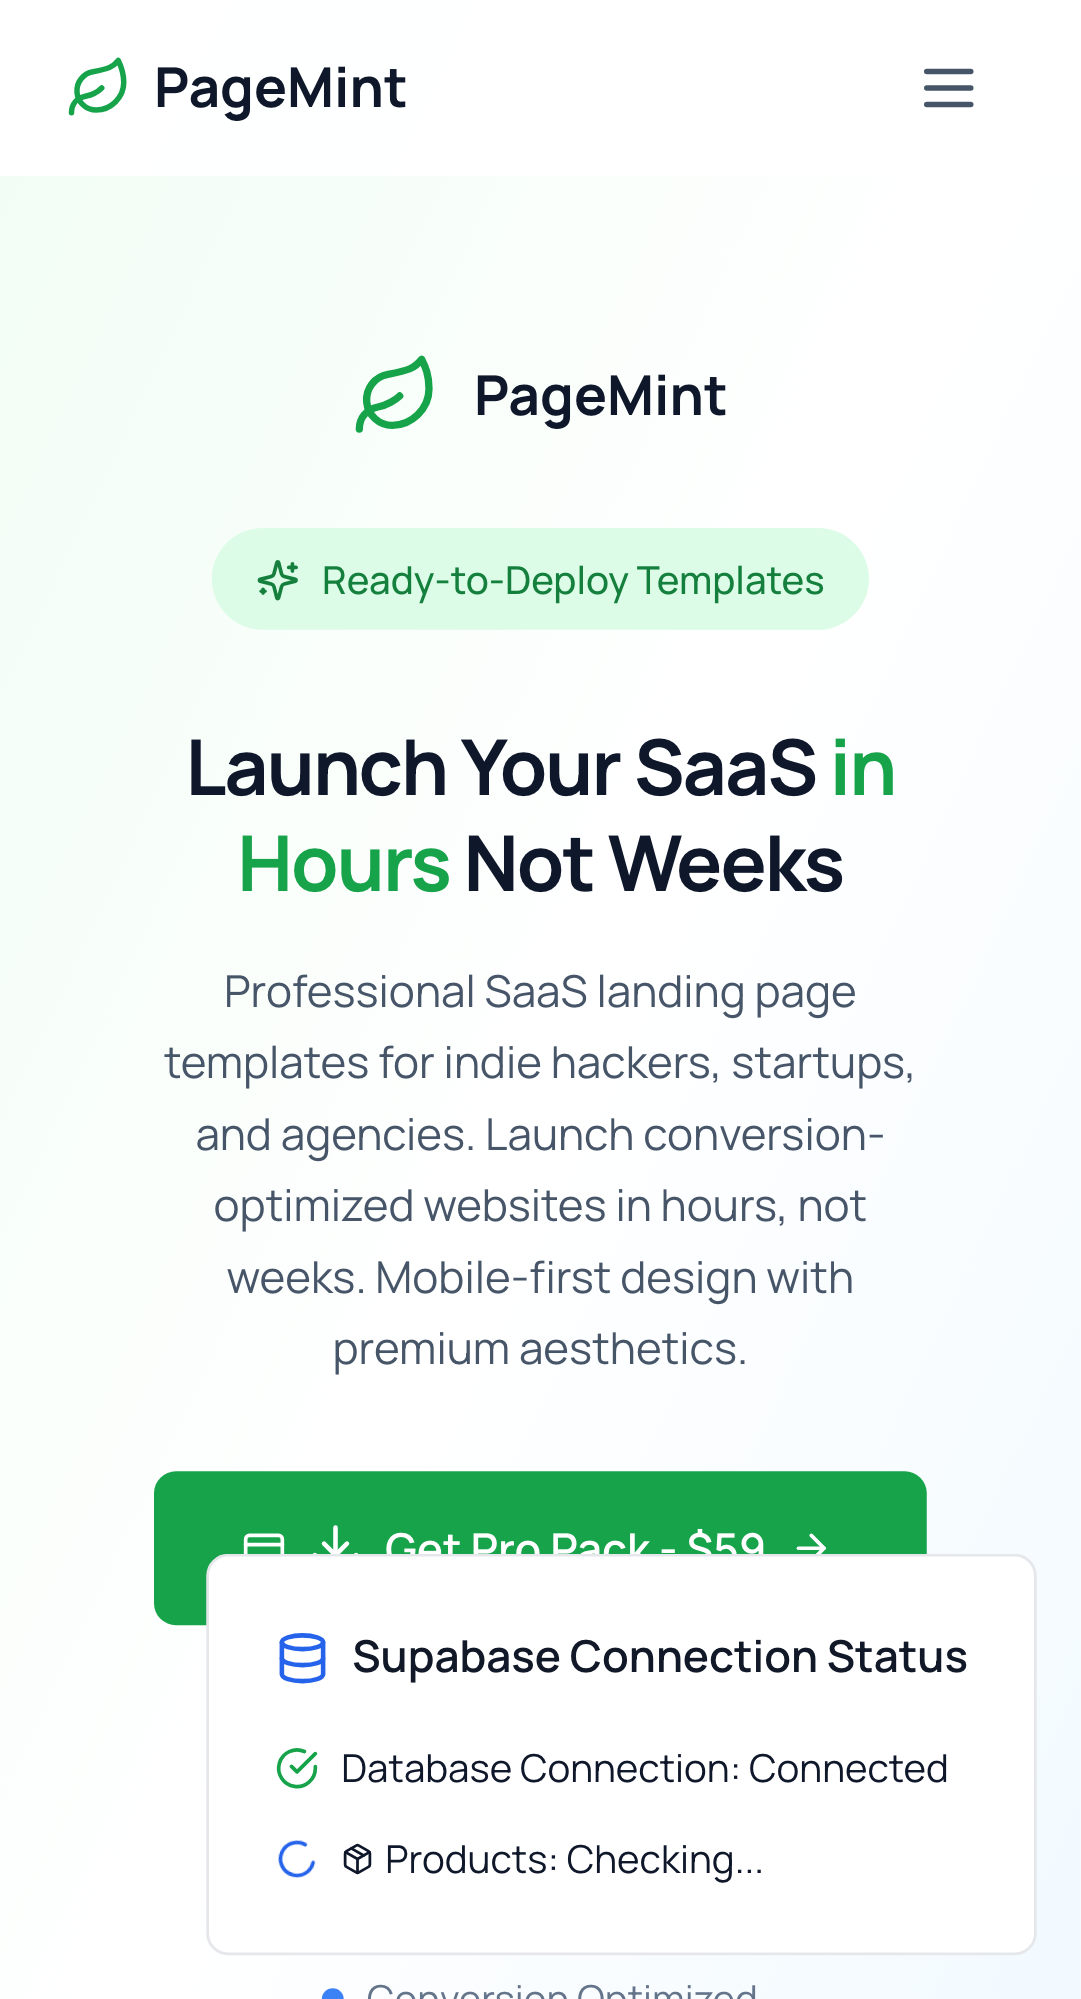 PageMint
PageMint
Ready-to-Deploy Templates
Launch Your SaaS in
Hours Not Weeks
Professional SaaS landing page
templates for indie hackers, startups,
and agencies. Launch conversion-
optimized websites in hours, not
weeks. Mobile-first design with
premium aesthetics.
Get Pro Pack - $59
Supabase Connection Status
Database Connection: Connected
Products: Checking...
Conversion Optimized